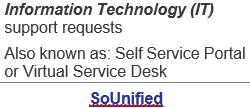 Information Technology (IT)
support requests
Also known as: Self Service Portal
or Virtual Service Desk
SoUnified